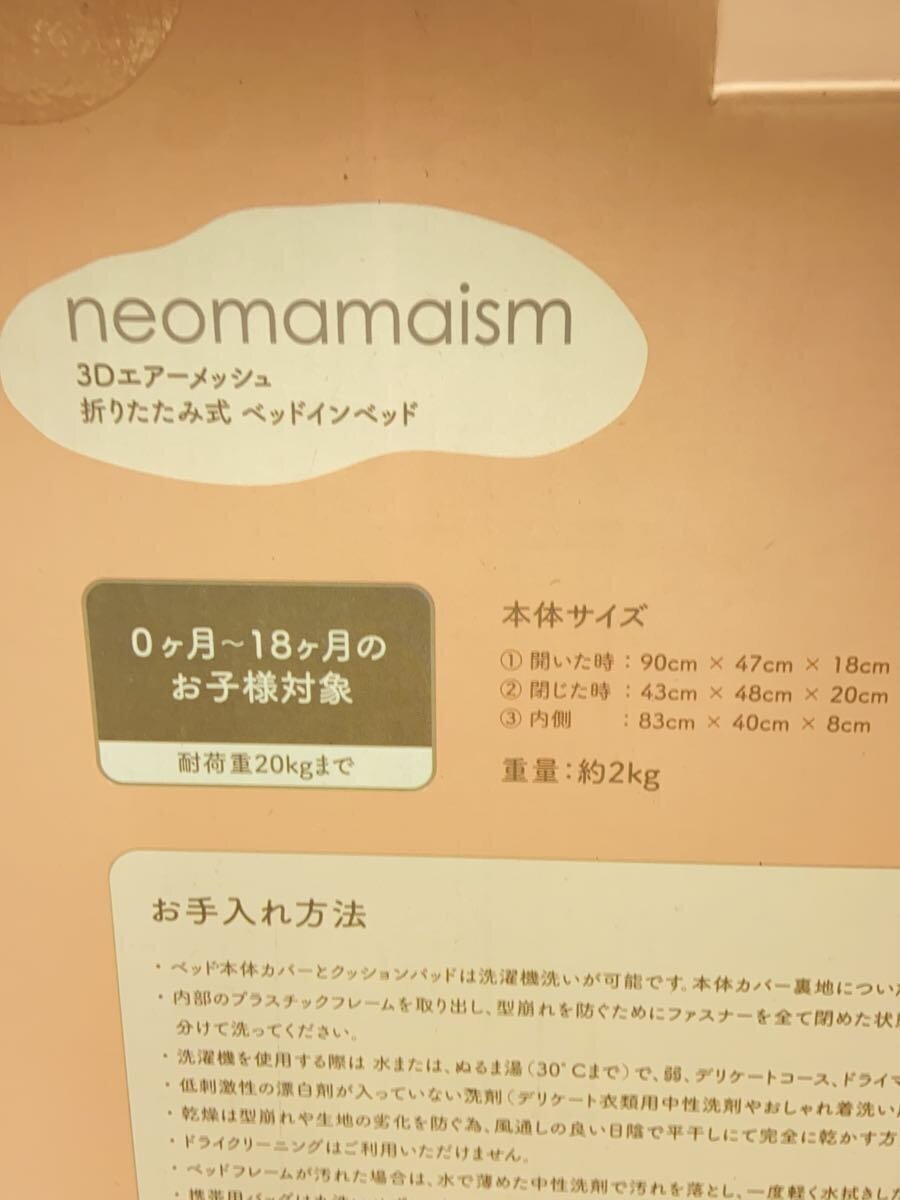 neomamaism
3Dエアーメッシュ
折りたたみ式 ベッドインベッド
0ヶ月〜18ヶ月の
お子様対象
耐荷重20kgまで
本体サイズ
① 開いた時：90cm × 47cm × 18cm
② 閉じた時：43cm × 48cm × 20cm
③ 内側　　：83cm × 40cm × 8cm
重量：約2kg
お手入れ方法
・ベッド本体カバーとクッションパッドは洗濯機洗いが可能です。本体カバー裏地につい
・内部のプラスチックフレームを取り出し、型崩れを防ぐためにファスナーを全て閉めた状
分けて洗ってください。
・洗濯機を使用する際は 水または、ぬるま湯（30°Cまで）で、弱、デリケートコース、ドライ
・低刺激性の漂白剤が入っていない洗剤（デリケート衣類用中性洗剤やおしゃれ着洗い
・乾燥は型崩れや生地の劣化を防ぐ為、風通しの良い日陰で平干しにて完全に乾かす方
・ドライクリーニングはご利用いただけません。
・ベッドフレームが汚れた場合は、水で薄めた中性洗剤で汚れを落とし、一度軽く水拭きし